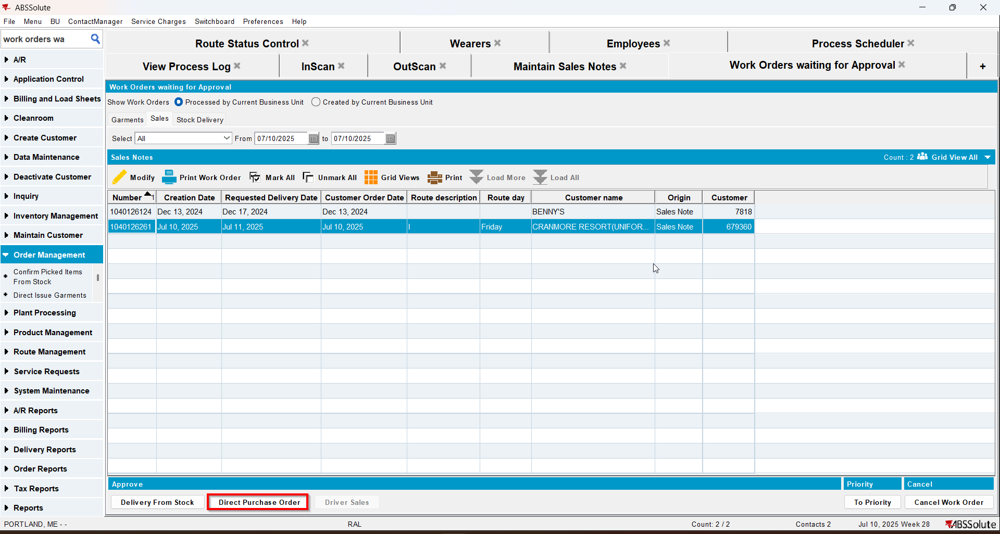 ABSSolute
File Menu BU ContactManager Service Charges Switchboard Preferences Help
work orders wa
Route Status Control Wearers Employees Process Scheduler
View Process Log InScan OutScan Maintain Sales Notes Work Orders waiting for Approval +
A/R
Application Control
Billing and Load Sheets
Cleanroom
Create Customer
Data Maintenance
Deactivate Customer
Inquiry
Inventory Management
Maintain Customer
Order Management
Confirm Picked Items
From Stock
Direct Issue Garments
Plant Processing
Product Management
Route Management
Service Requests
System Maintenance
A/R Reports
Billing Reports
Delivery Reports
Order Reports
Tax Reports
Reports
Work Orders waiting for Approval
Show Work Orders Processed by Current Business Unit Created by Current Business Unit
Garments Sales Stock Delivery
Select All From 07/10/2025 16 to 07/10/2025 16
Sales Notes Count : 2 Grid View All
Modify Print Work Order Mark All Unmark All Grid Views Print Load More Load All
Number 1 Creation Date Requested Delivery Date Customer Order Date Route description Route day Customer name Origin Customer
1040126124 Dec 13, 2024 Dec 17, 2024 Dec 13, 2024 BENNY'S Sales Note 7818
1040126261 Jul 10, 2025 Jul 11, 2025 Jul 10, 2025 I Friday CRANMORE RESORT(UNIFOR... Sales Note 679360
Approve Priority Cancel
Delivery From Stock Direct Purchase Order Driver Sales To Priority Cancel Work Order
PORTLAND, ME - - RAL Count: 2 / 2 Contacts 2 Jul 10, 2025 Week 28 ABSSolute